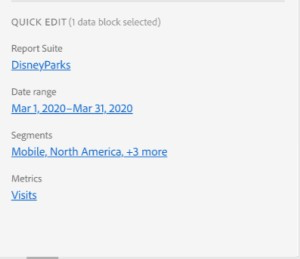 QUICK EDIT (1 data block selected)
Report Suite
DisneyParks
Date range
Mar 1, 2020–Mar 31, 2020
Segments
Mobile, North America, +3 more
Metrics
Visits